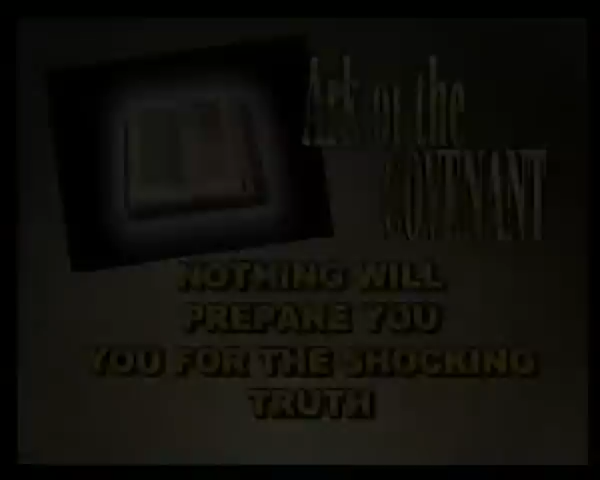 Ark of the
COVENANT
NOTHING WILL
PREPARE YOU
YOU FOR THE SHOCKING
TRUTH